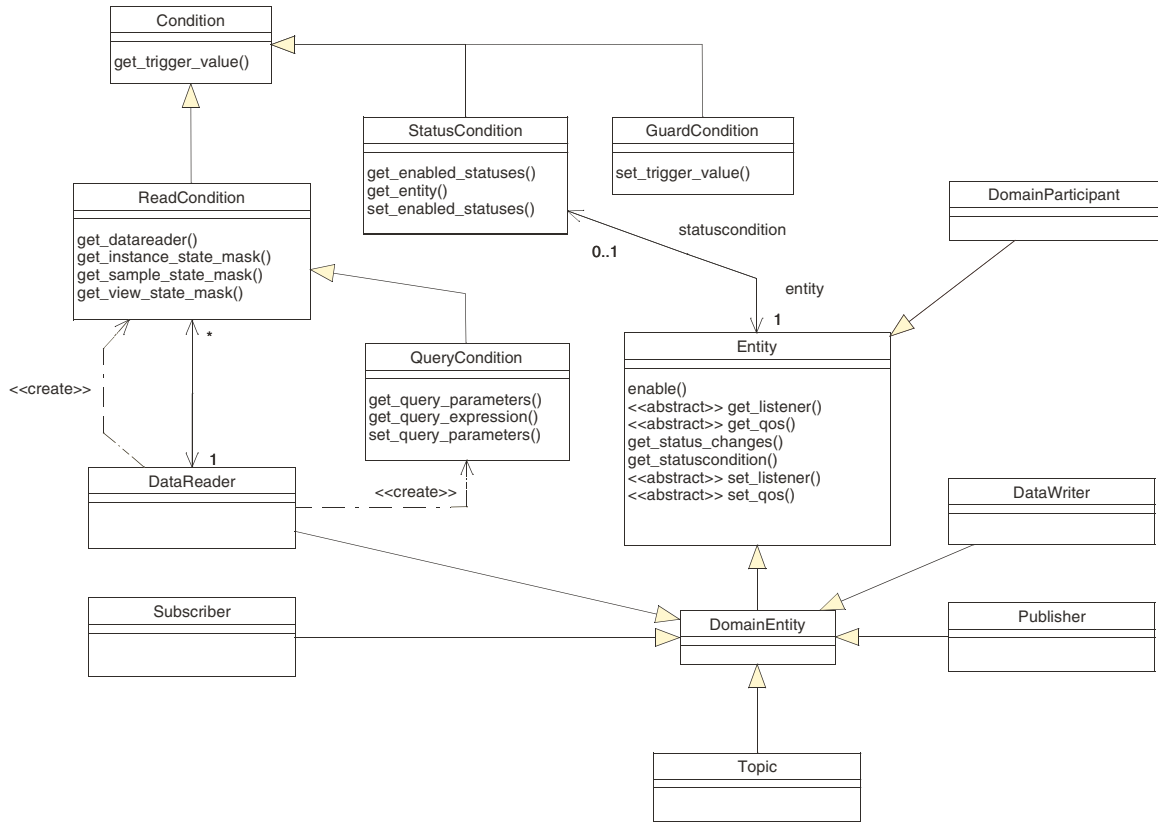 Condition
get_trigger_value()
StatusCondition
get_enabled_statuses()
get_entity()
set_enabled_statuses()
GuardCondition
set_trigger_value()
DomainParticipant
ReadCondition
get_datareader()
get_instance_state_mask()
get_sample_state_mask()
get_view_state_mask()
statuscondition
0..1
entity
1
*
<<create>>
1
QueryCondition
get_query_parameters()
get_query_expression()
set_query_parameters()
Entity
enable()
<<abstract>> get_listener()
<<abstract>> get_qos()
get_status_changes()
get_statuscondition()
<<abstract>> set_listener()
<<abstract>> set_qos()
DataReader
<<create>>
DataWriter
Subscriber
DomainEntity
Publisher
Topic